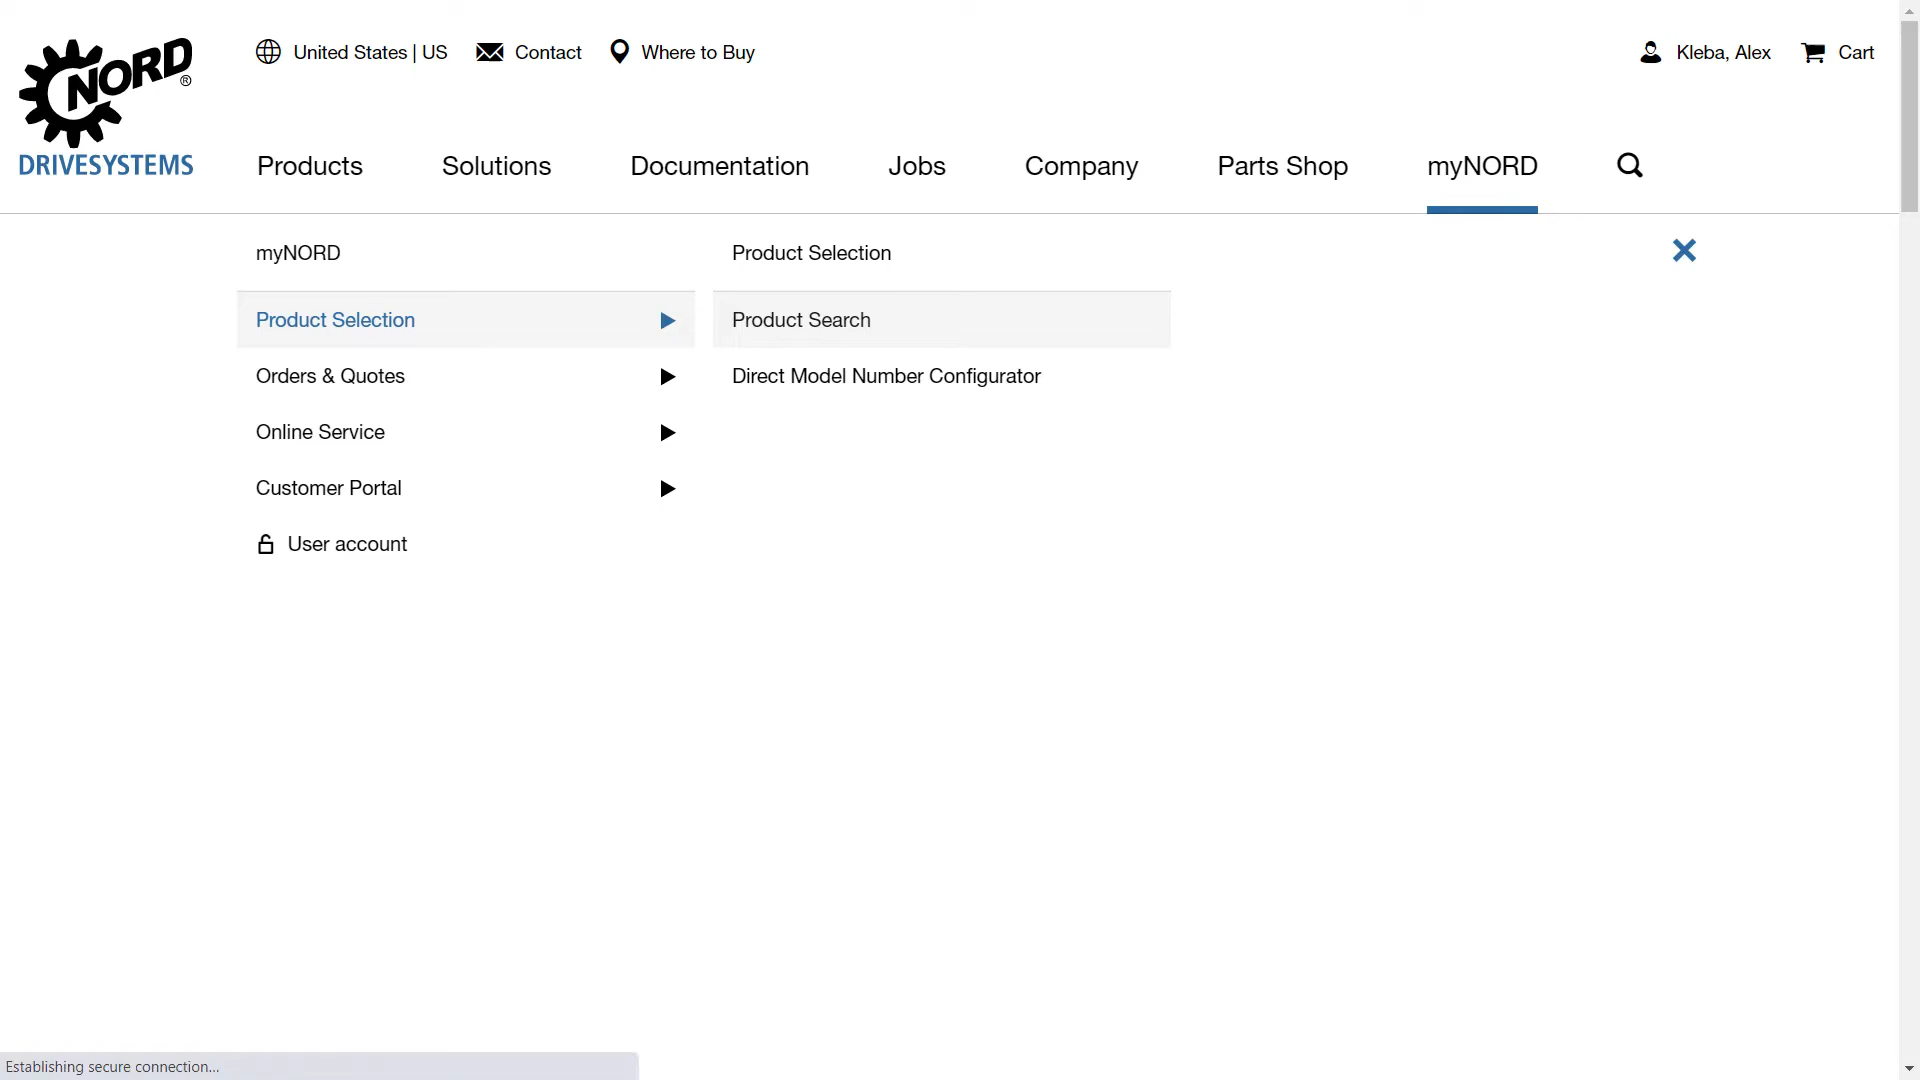 United States | US
Contact
Where to Buy
Kleba, Alex
Cart
NORD®
DRIVESYSTEMS
Products
Solutions
Documentation
Jobs
Company
Parts Shop
myNORD
myNORD
Product Selection
Product Selection
Product Search
Orders & Quotes
Direct Model Number Configurator
Online Service
Customer Portal
User account
Establishing secure connection...